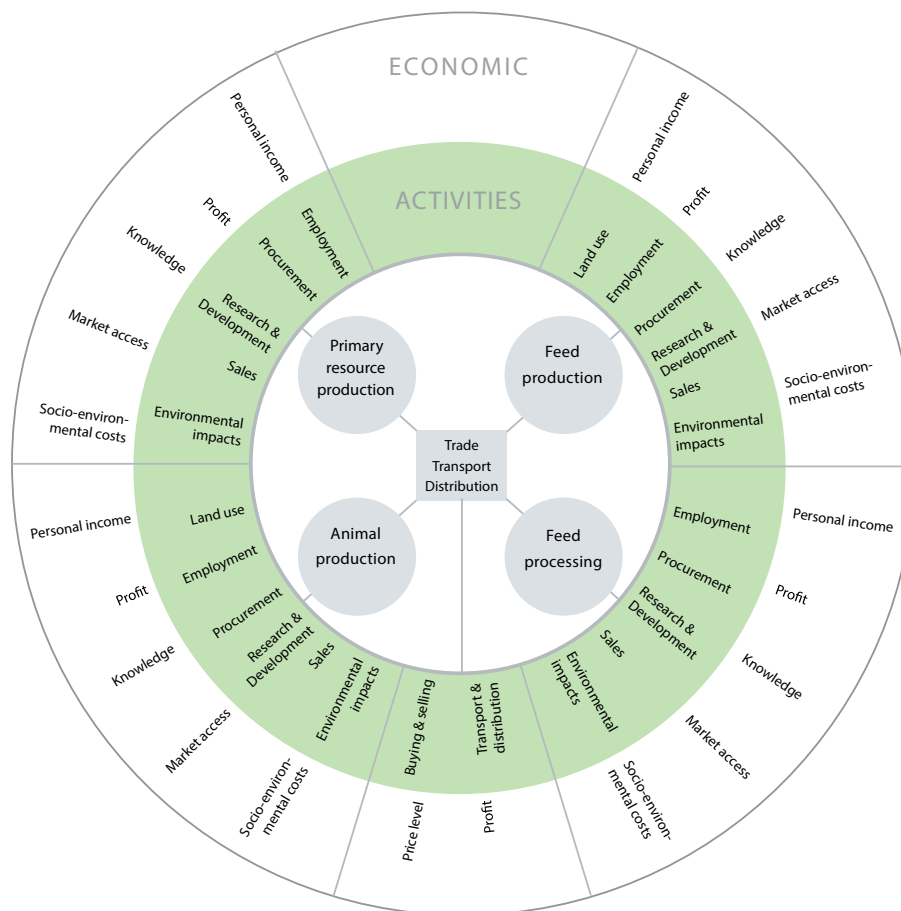 ECONOMIC
ACTIVITIES
Personal income
Profit
Knowledge
Market access
Socio-environ-
mental costs
Employment
Procurement
Research &
Development
Sales
Environmental
impacts
Personal income
Profit
Knowledge
Market access
Socio-environ-
mental costs
Land use
Employment
Procurement
Research &
Development
Sales
Environmental
impacts
Primary
resource
production
Feed
production
Trade
Transport
Distribution
Animal
production
Feed
processing
Land use
Employment
Procurement
Research &
Development
Sales
Environmental
impacts
Personal income
Profit
Knowledge
Market access
Socio-environ-
mental costs
Buying & selling
Transport &
distribution
Price level
Profit
Employment
Procurement
Research &
Development
Sales
Environmental
impacts
Personal income
Profit
Knowledge
Market access
Socio-environ-
mental costs